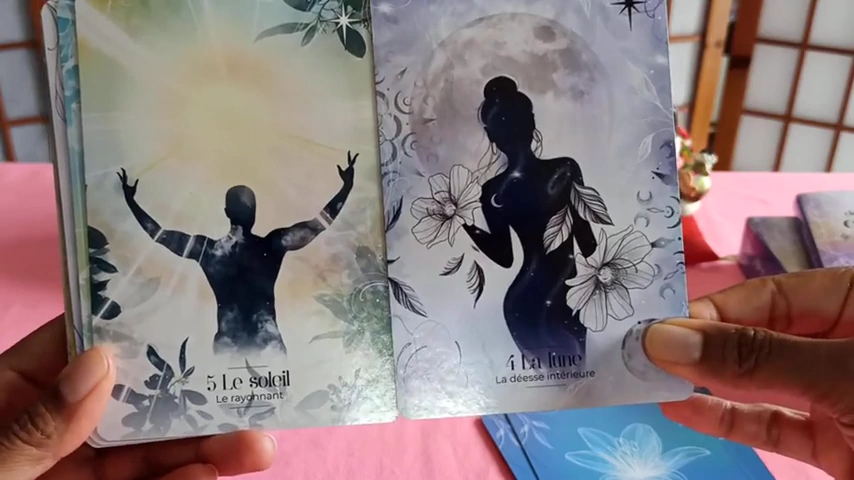 5 Le soleil
Le rayonnant
4 La lune
La déesse intérieure